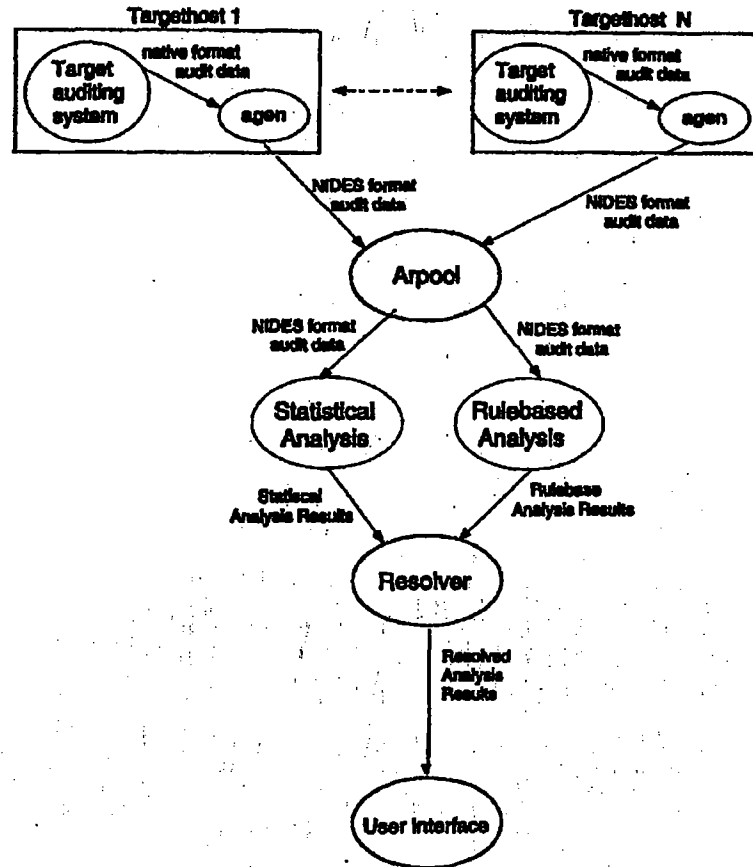 Targethost 1
Targethost N
native format
audit data
Target
auditing
system
agen
native format
audit data
Target
auditing
system
agen
NIDES format
audit data
NIDES format
audit data
Arpool
NIDES format
audit data
NIDES format
audit data
Statistical
Analysis
Rulebased
Analysis
Statiscal
Analysis Results
Rulebase
Analysis Results
Resolver
Resolved
Analysis
Results
User Interface